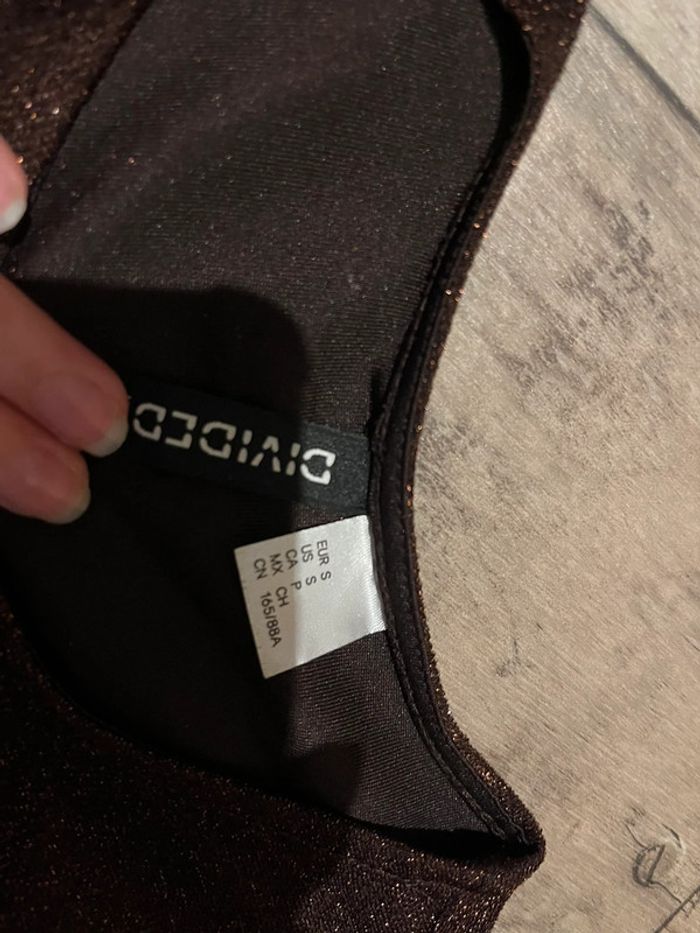 DIVIDED
EUR S
US S
CA P
MX CH
CN 165/88A